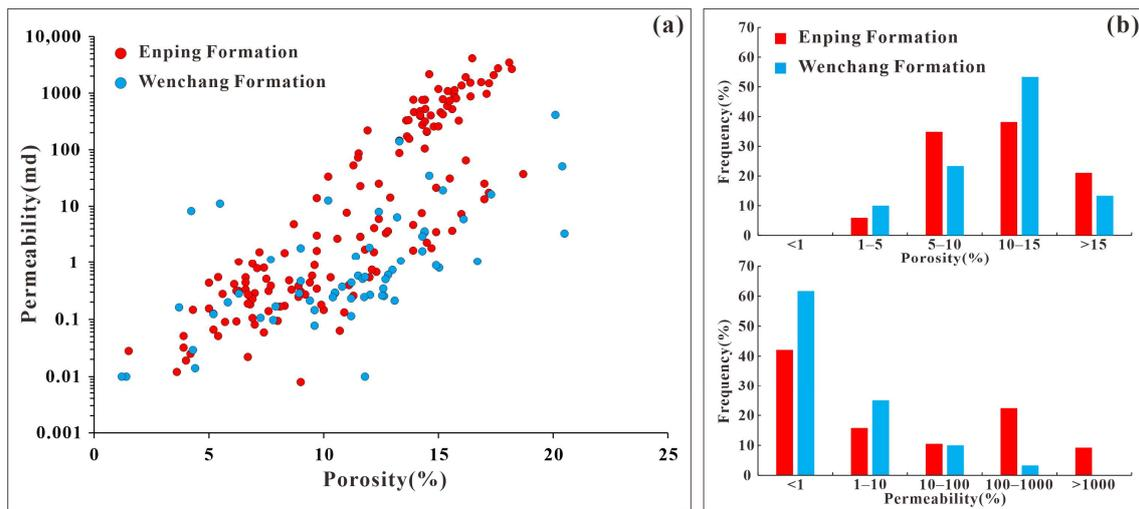 (a)
Enping Formation
Wenchang Formation
Permeability(md)
10,000
1000
100
10
1
0.1
0.01
0.001
0 5 10 15 20 25
Porosity(%)
(b)
Enping Formation
Wenchang Formation
Frequency(%)
70
60
50
40
30
20
10
0
<1 1–5 5–10 10–15 >15
Porosity(%)
Frequency(%)
70
60
50
40
30
20
10
0
<1 1–10 10–100 100–1000 >1000
Permeability(%)